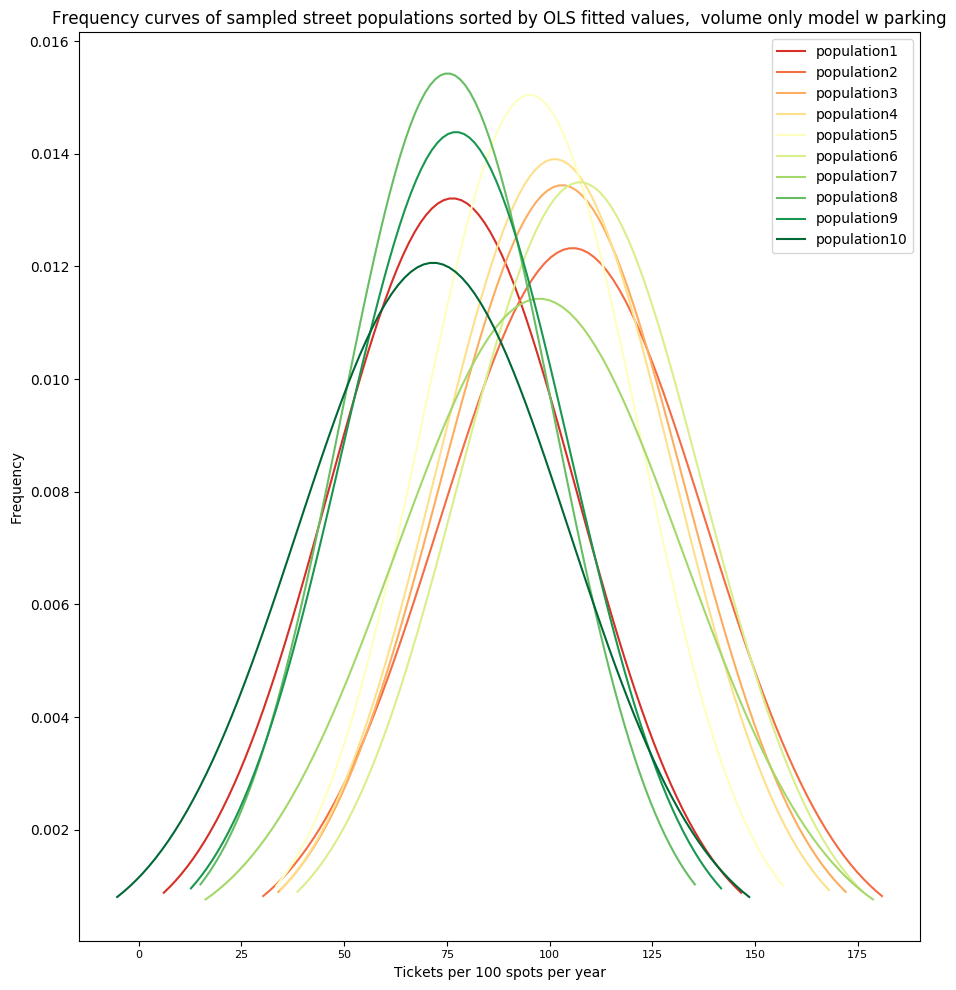 Frequency curves of sampled street populations sorted by OLS fitted values,  volume only model w parking
0.016
0.014
0.012
0.010
0.008
0.006
0.004
0.002
Frequency
population1
population2
population3
population4
population5
population6
population7
population8
population9
population10
0
25
50
75
100
125
150
175
Tickets per 100 spots per year